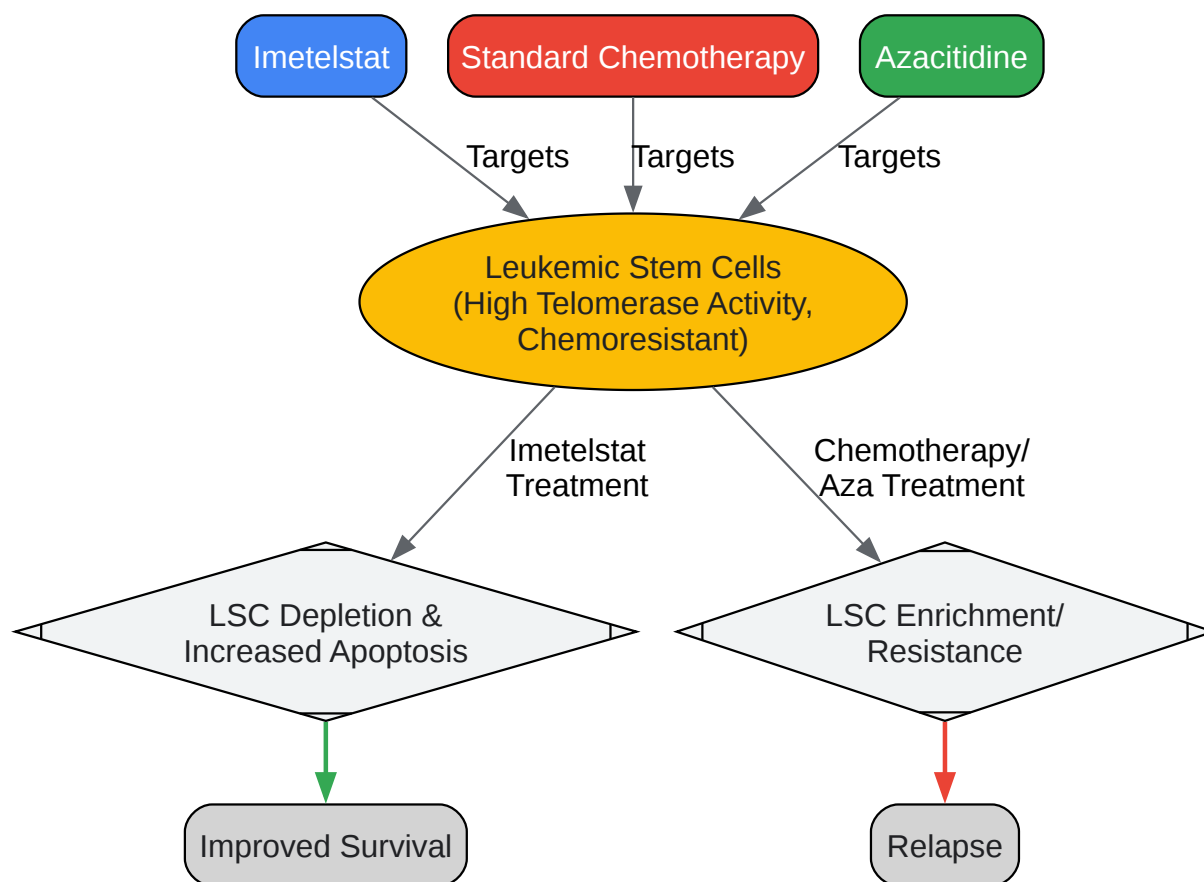 Imetelstat
Standard Chemotherapy
Azacitidine
Targets
Targets
Targets
Leukemic Stem Cells
(High Telomerase Activity,
Chemoresistant)
Imetelstat
Treatment
Chemotherapy/
Aza Treatment
LSC Depletion &
Increased Apoptosis
LSC Enrichment/
Resistance
Improved Survival
Relapse